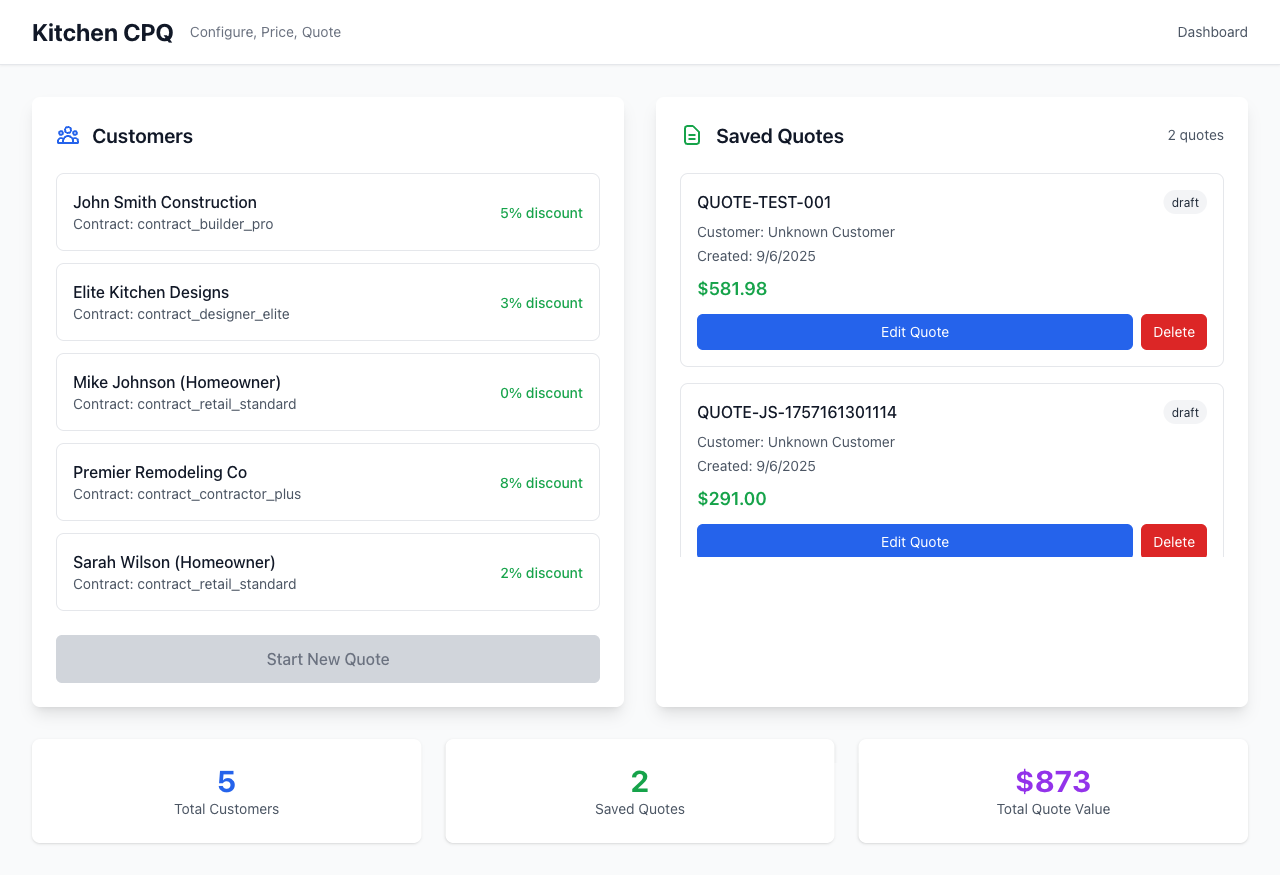 Kitchen CPQ
Configure, Price, Quote
Dashboard
Customers
John Smith Construction
Contract: contract_builder_pro
5% discount
Elite Kitchen Designs
Contract: contract_designer_elite
3% discount
Mike Johnson (Homeowner)
Contract: contract_retail_standard
0% discount
Premier Remodeling Co
Contract: contract_contractor_plus
8% discount
Sarah Wilson (Homeowner)
Contract: contract_retail_standard
2% discount
Start New Quote
Saved Quotes
2 quotes
QUOTE-TEST-001
draft
Customer: Unknown Customer
Created: 9/6/2025
$581.98
Edit Quote
Delete
QUOTE-JS-1757161301114
draft
Customer: Unknown Customer
Created: 9/6/2025
$291.00
Edit Quote
Delete
5
Total Customers
2
Saved Quotes
$873
Total Quote Value